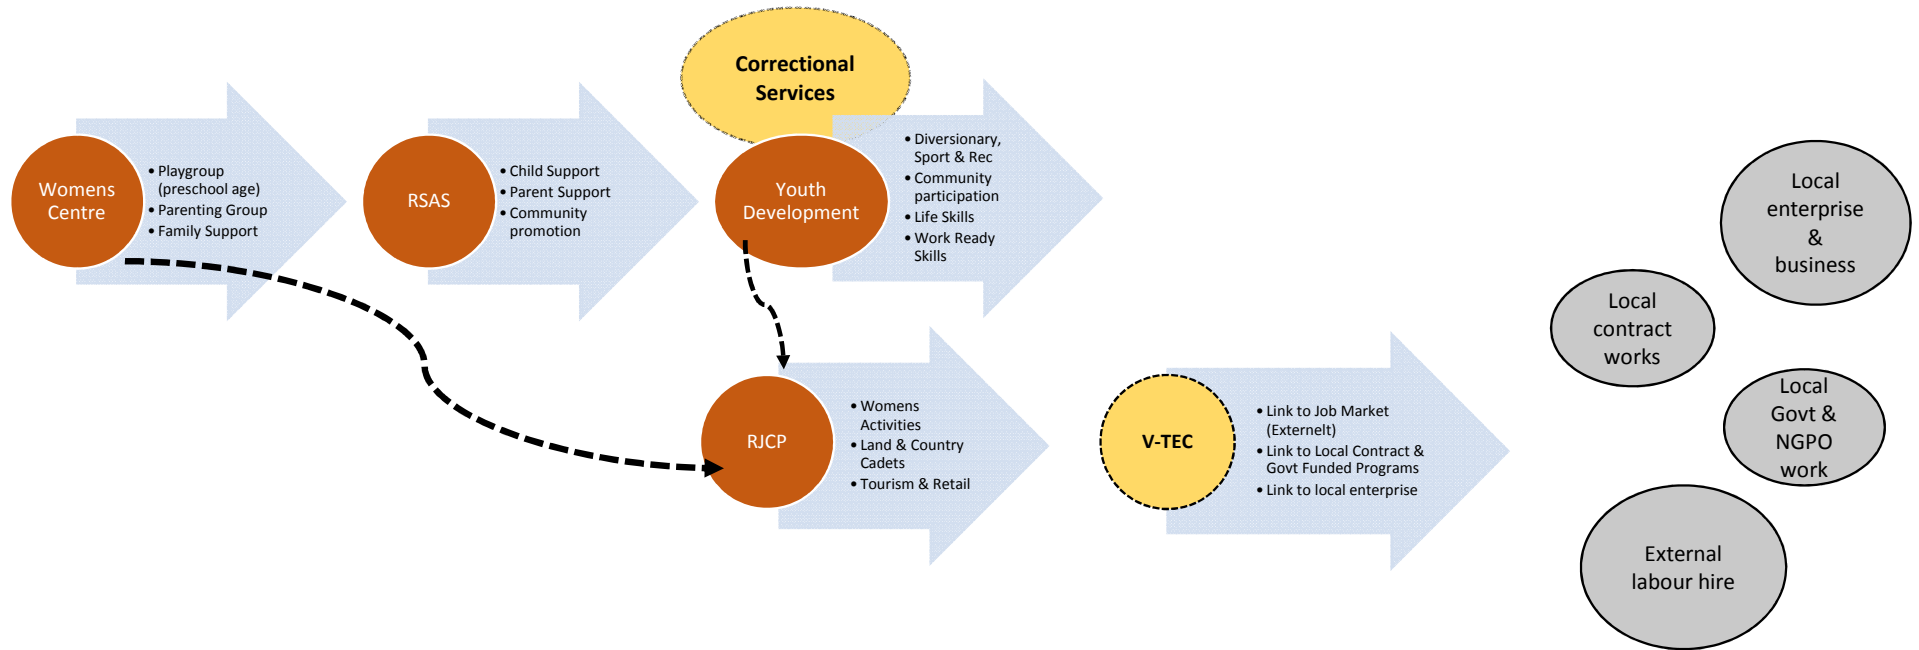 Correctional
Services
Womens
Centre
• Playgroup
(preschool age)
• Parenting Group
• Family Support
RSAS
• Child Support
• Parent Support
• Community
promotion
Youth
Development
• Diversionary,
Sport & Rec
• Community
participation
• Life Skills
• Work Ready
Skills
RJCP
• Womens
Activities
• Land & Country
Cadets
• Tourism & Retail
V-TEC
• Link to Job Market
(Externelt)
• Link to Local Contract &
Govt Funded Programs
• Link to local enterprise
Local
enterprise
&
business
Local
contract
works
Local
Govt &
NGPO
work
External
labour hire